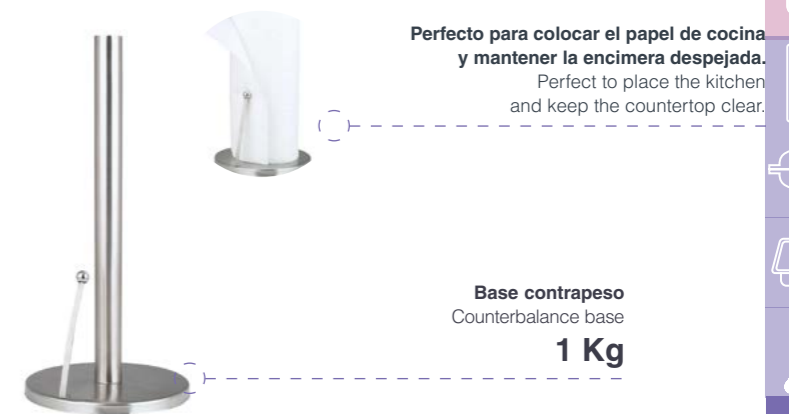 Perfecto para colocar el papel de cocina
y mantener la encimera despejada.
Perfect to place the kitchen
and keep the countertop clear.
Base contrapeso
Counterbalance base
1 Kg